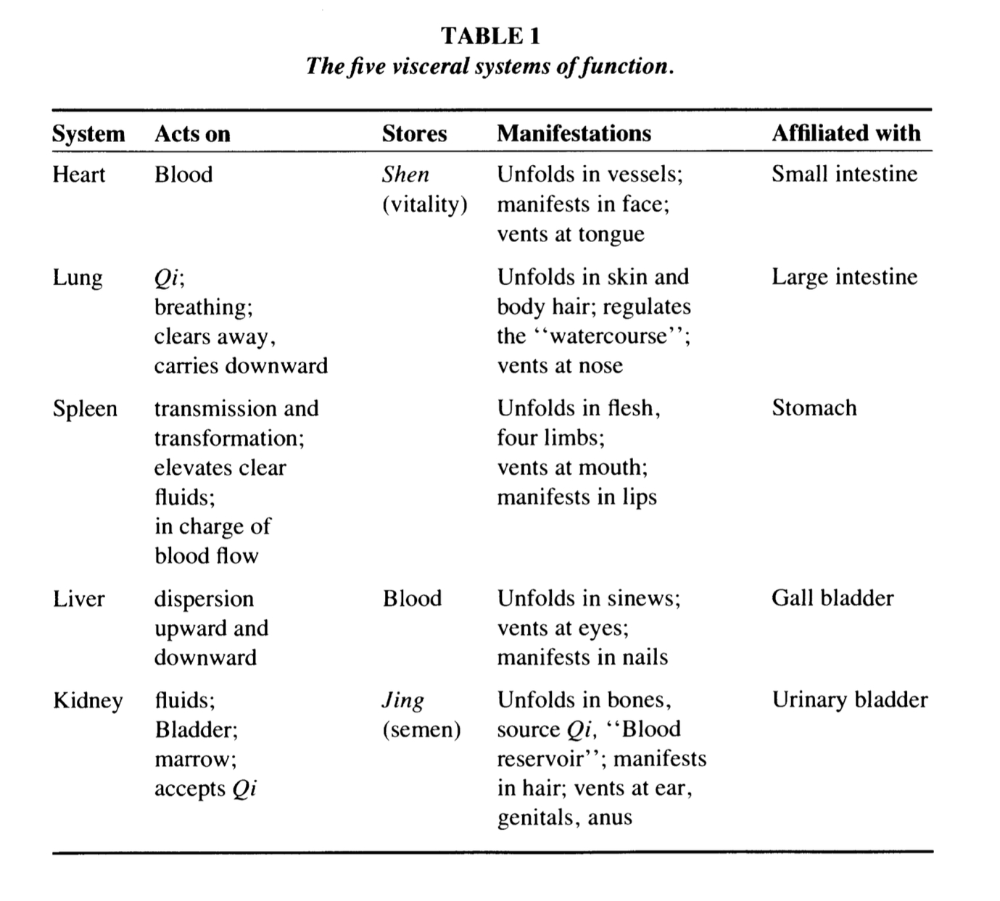 TABLE 1
The five visceral systems of function.
System Acts on Stores Manifestations Affiliated with
Heart Blood Shen Unfolds in vessels; Small intestine
(vitality) manifests in face;
vents at tongue
Lung Qi; Unfolds in skin and Large intestine
breathing; body hair; regulates
clears away, the ‘‘watercourse’’;
carries downward vents at nose
Spleen transmission and Unfolds in flesh, Stomach
transformation; four limbs;
elevates clear vents at mouth;
fluids; manifests in lips
in charge of
blood flow
Liver dispersion Blood Unfolds in sinews; Gall bladder
upward and vents at eyes;
downward manifests in nails
Kidney fluids; Jing Unfolds in bones, Urinary bladder
Bladder; (semen) source Qi, ‘‘Blood
marrow; reservoir’’; manifests
accepts Qi in hair; vents at ear,
genitals, anus